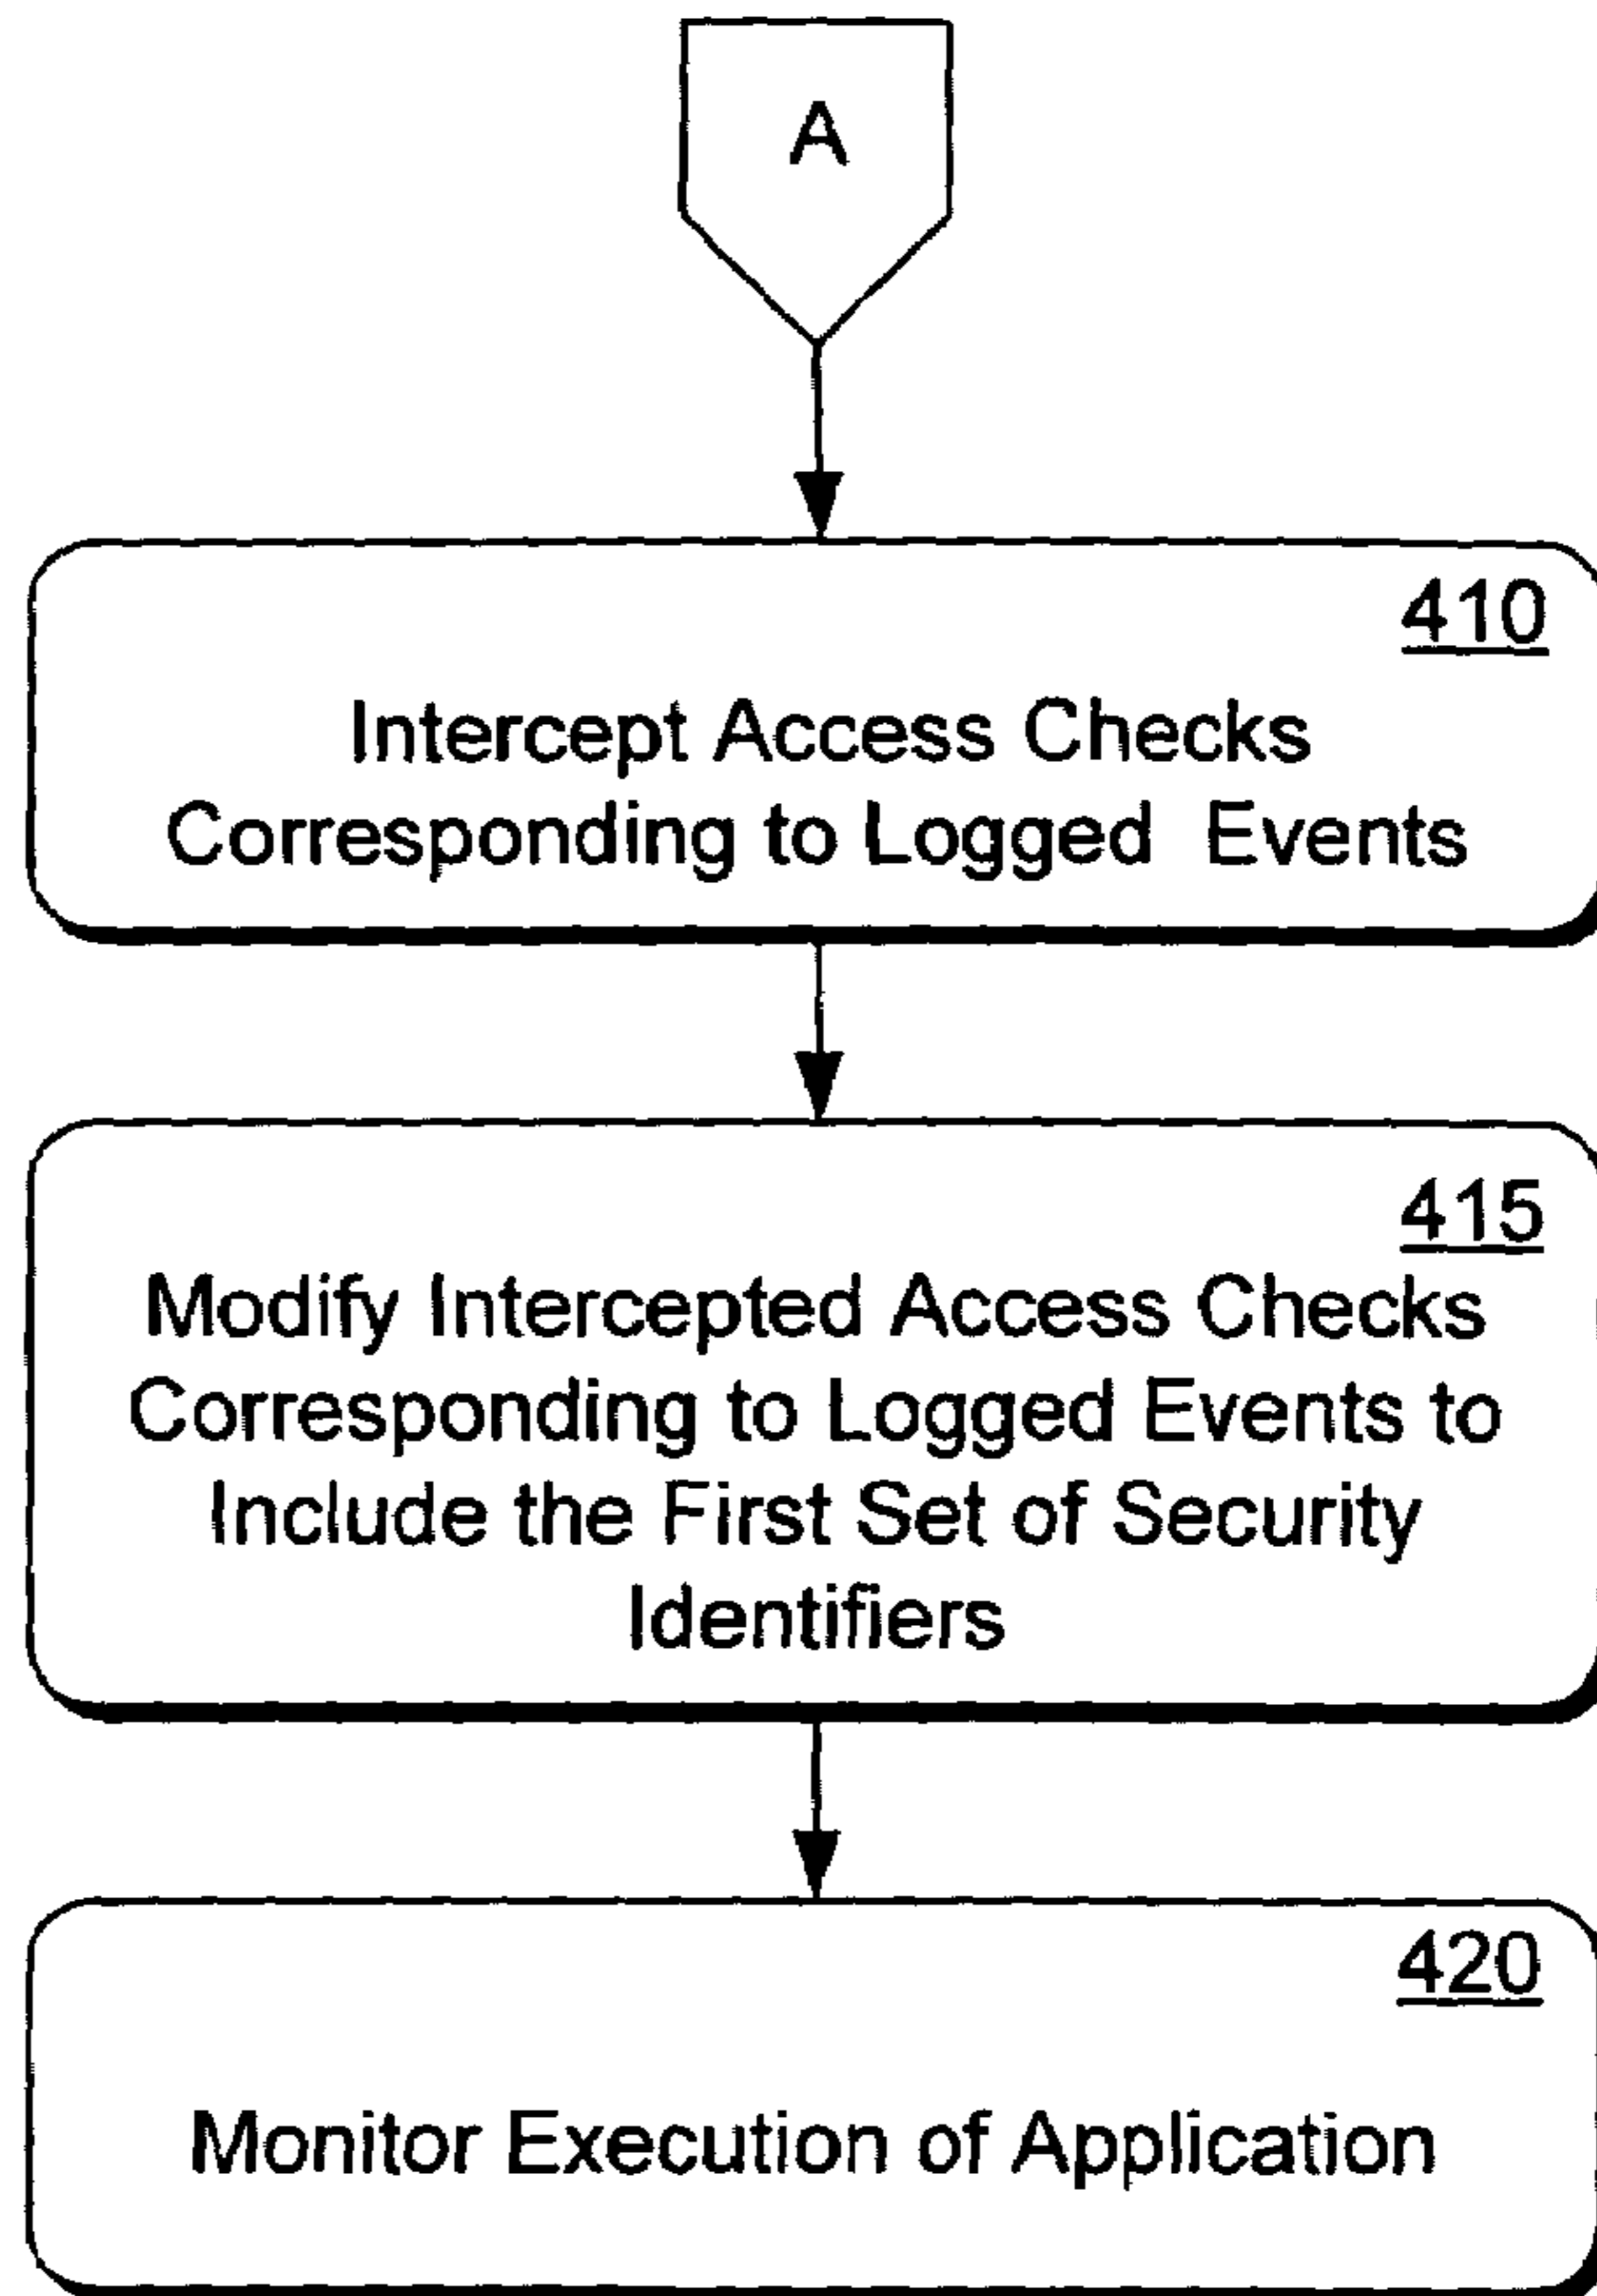 A
410
Intercept Access Checks
Corresponding to Logged Events
415
Modify Intercepted Access Checks
Corresponding to Logged Events to
Include the First Set of Security
Identifiers
420
Monitor Execution of Application